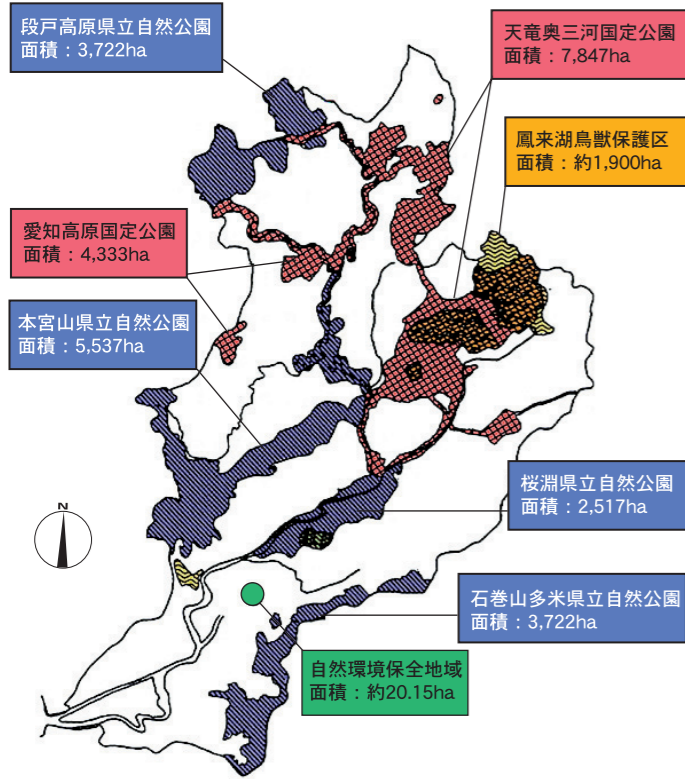 段戸高原県立自然公園
面積：3,722ha
天竜奥三河国定公園
面積：7,847ha
鳳来湖鳥獣保護区
面積：約1,900ha
愛知高原国定公園
面積：4,333ha
本宮山県立自然公園
面積：5,537ha
桜淵県立自然公園
面積：2,517ha
N
石巻山多米県立自然公園
面積：3,722ha
自然環境保全地域
面積：約20.15ha